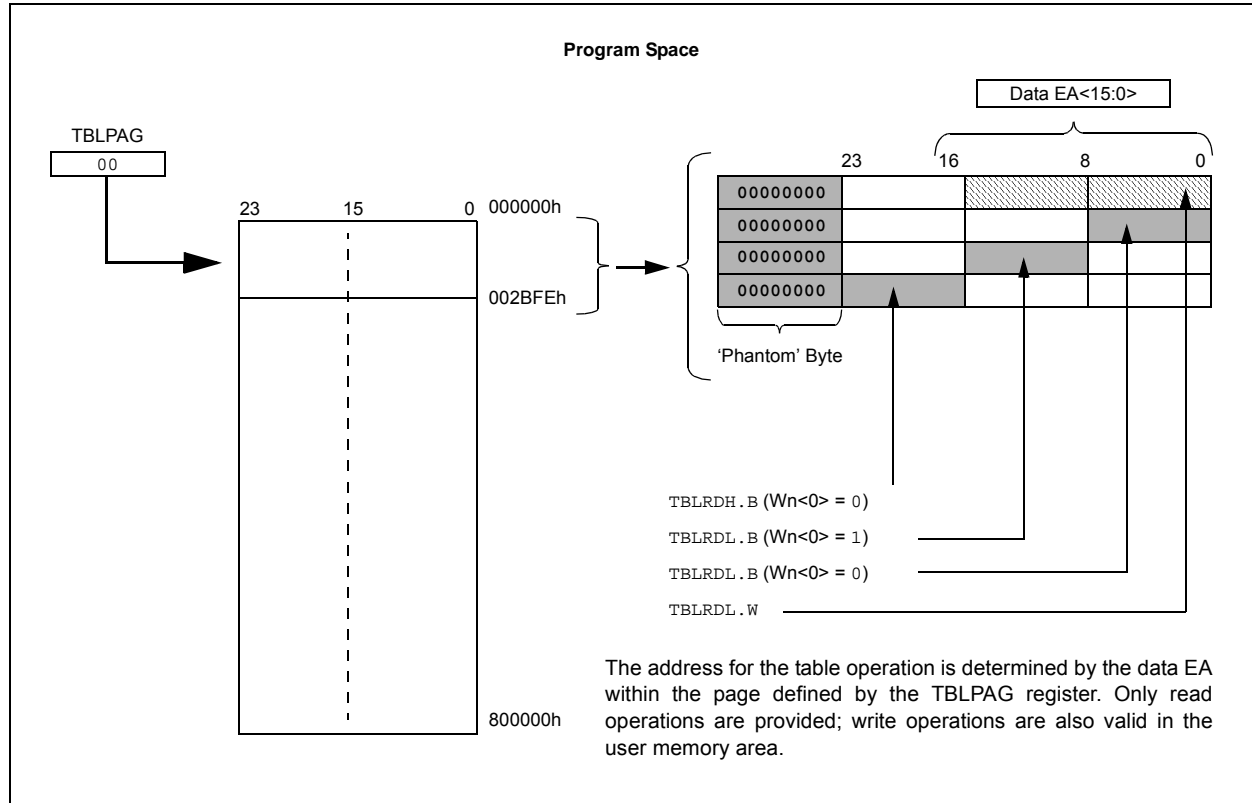 Program Space
Data EA<15:0>
TBLPAG
00
23 16 8 0
23 15 0
000000h
002BFEh
800000h
00000000
00000000
00000000
00000000
‘Phantom’ Byte
TBLRDH.B (Wn<0> = 0)
TBLRDL.B (Wn<0> = 1)
TBLRDL.B (Wn<0> = 0)
TBLRDL.W
The address for the table operation is determined by the data EA
within the page defined by the TBLPAG register. Only read
operations are provided; write operations are also valid in the
user memory area.